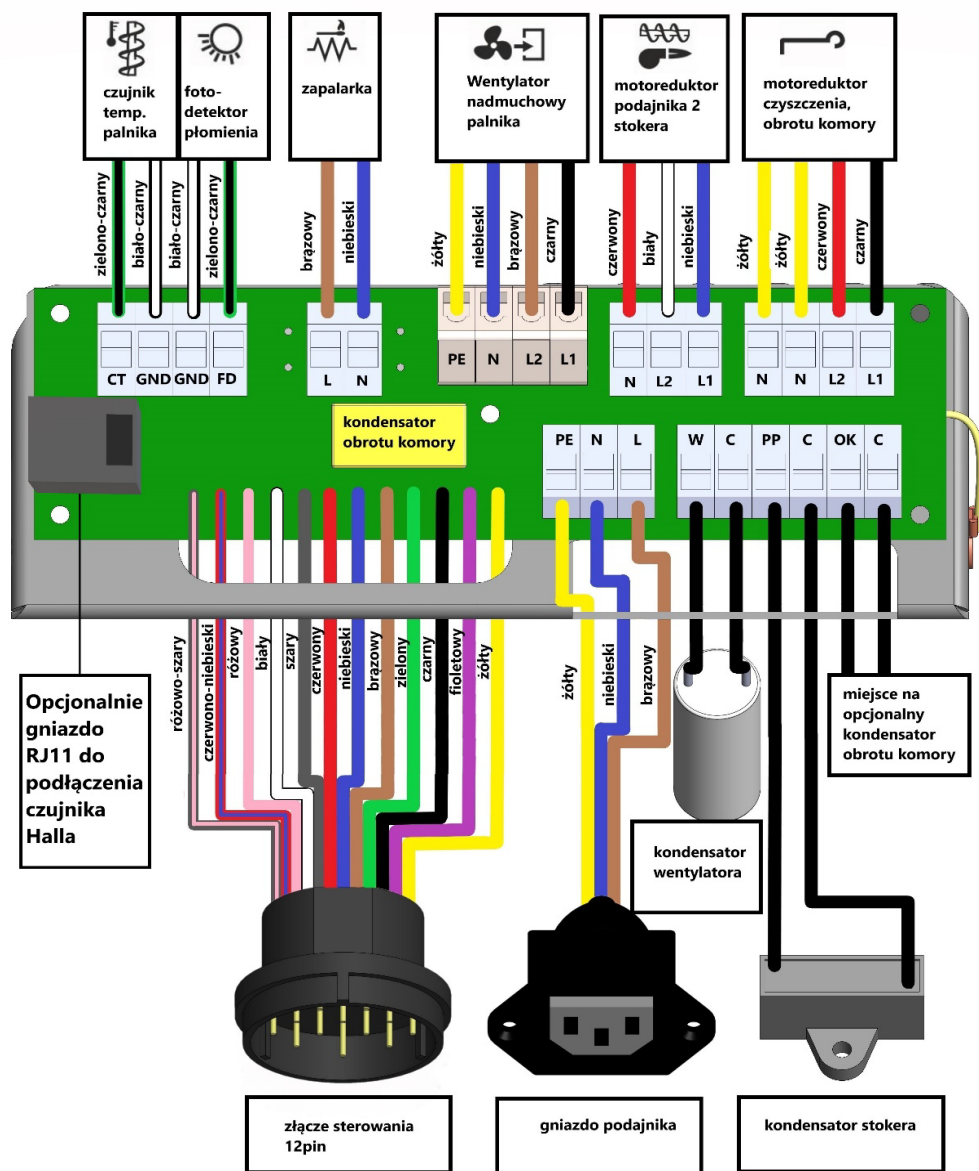 czujnik
temp.
palnika
foto-
detektor
płomienia
zapalarka
Wentylator
nadmuchowy
palnika
motoreduktor
podajnika 2
stokera
motoreduktor
czyszczenia,
obrotu komory
zielono-czarny
biało-czarny
biało-czarny
zielono-czarny
brązowy
niebieski
żółty
niebieski
brązowy
czarny
czerwony
biały
niebieski
żółty
żółty
czerwony
czarny
CT GND GND FD
L N
PE N L2 L1
N L2 L1
N N L2 L1
kondensator
obrotu komory
PE N L
W C PP C OK C
różowo-szary
czerwono-niebieski
różowy
biały
szary
czerwony
niebieski
brązowy
zielony
czarny
fioletowy
żółty
żółty
niebieski
brązowy
Opcjonalnie
gniazdo
RJ11 do
podłączenia
czujnika
Halla
miejsce na
opcjonalny
kondensator
obrotu komory
kondensator
wentylatora
złącze sterowania
12pin
gniazdo podajnika
kondensator stokera